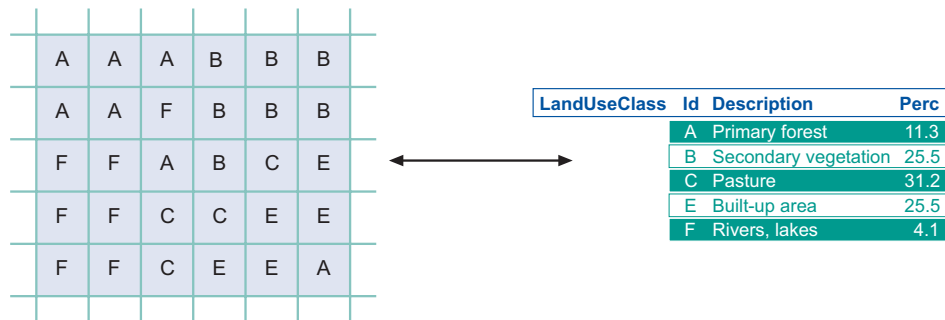 A A A B B B
A A F B B B
F F A B C E
F F C C E E
F F C E E A
LandUseClass Id Description Perc
A Primary forest 11.3
B Secondary vegetation 25.5
C Pasture 31.2
E Built-up area 25.5
F Rivers, lakes 4.1